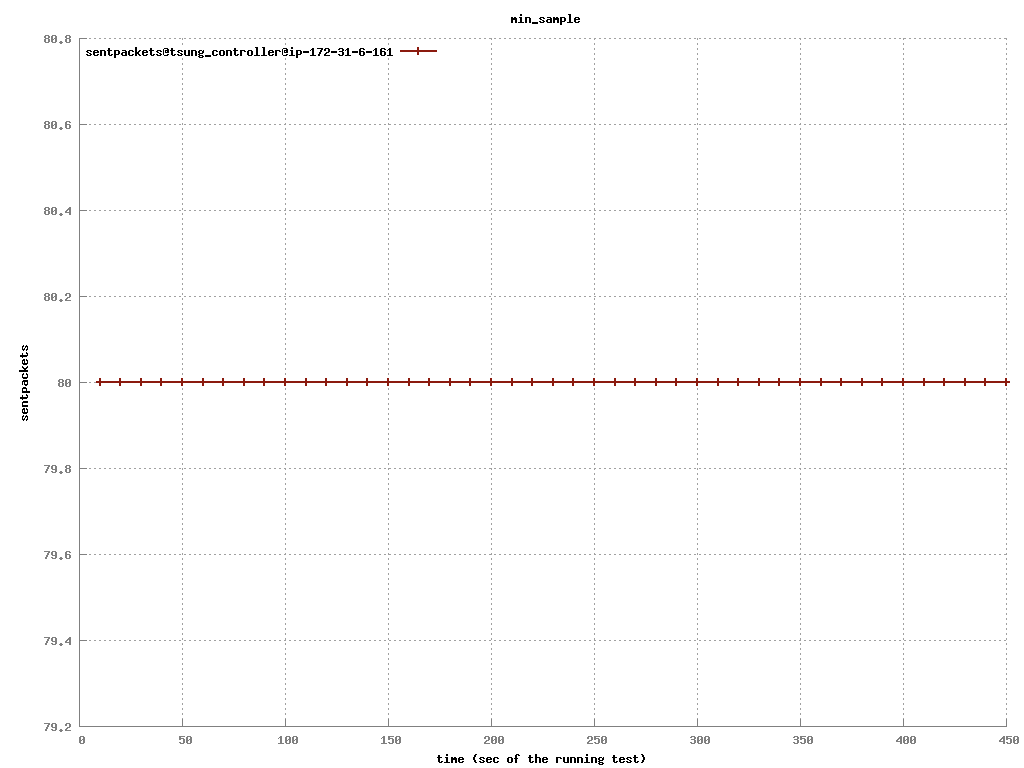 min_sample
80.8
sentpackets@tsung_controller@ip-172-31-6-161
80.6
80.4
80.2
80
79.8
79.6
79.4
79.2
sentpackets
0 50 100 150 200 250 300 350 400 450
time (sec of the running test)